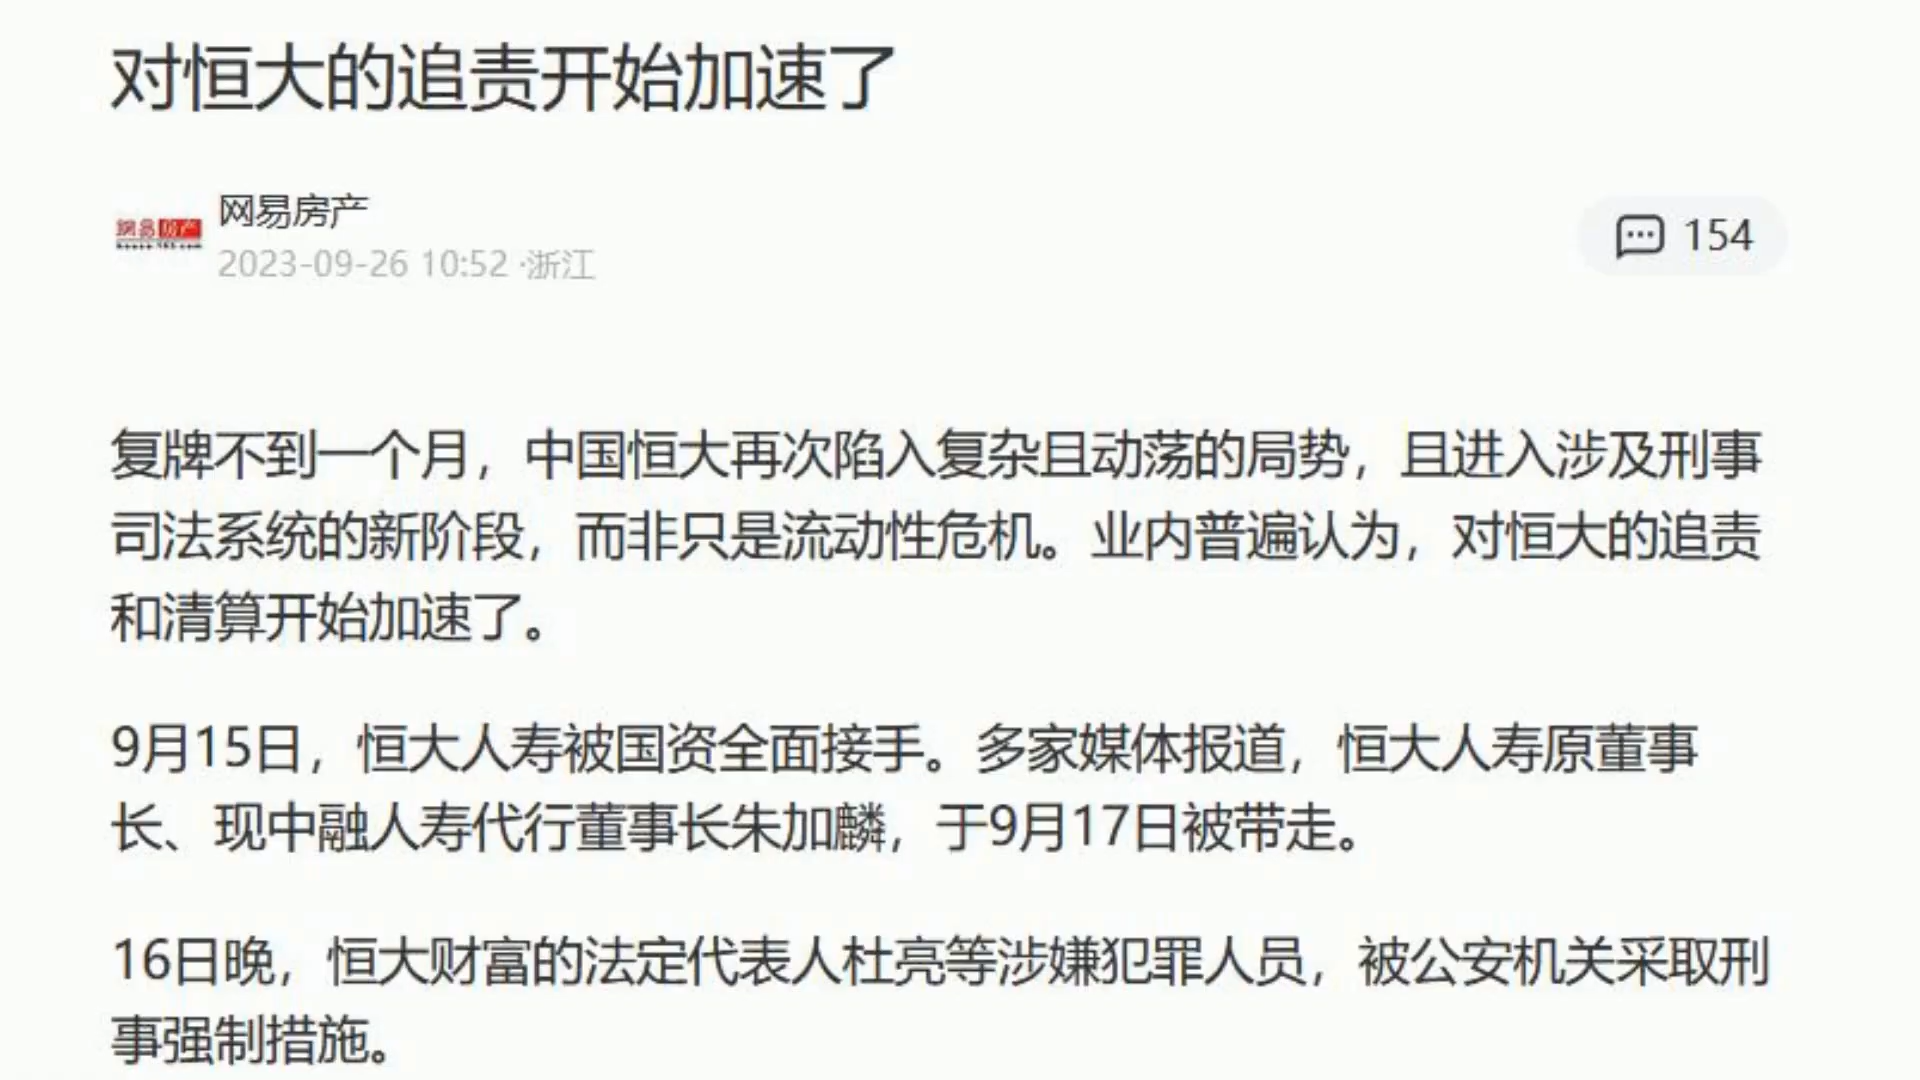 对恒大的追责开始加速了
網易房产
网易房产
2023-09-26 10:52 ·浙江
154
复牌不到一个月，中国恒大再次陷入复杂且动荡的局势，且进入涉及刑事
司法系统的新阶段，而非只是流动性危机。业内普遍认为，对恒大的追责
和清算开始加速了。
9月15日，恒大人寿被国资全面接手。多家媒体报道，恒大人寿原董事
长、现中融人寿代行董事长朱加麟，于9月17日被带走。
16日晚，恒大财富的法定代表人杜亮等涉嫌犯罪人员，被公安机关采取刑
事强制措施。